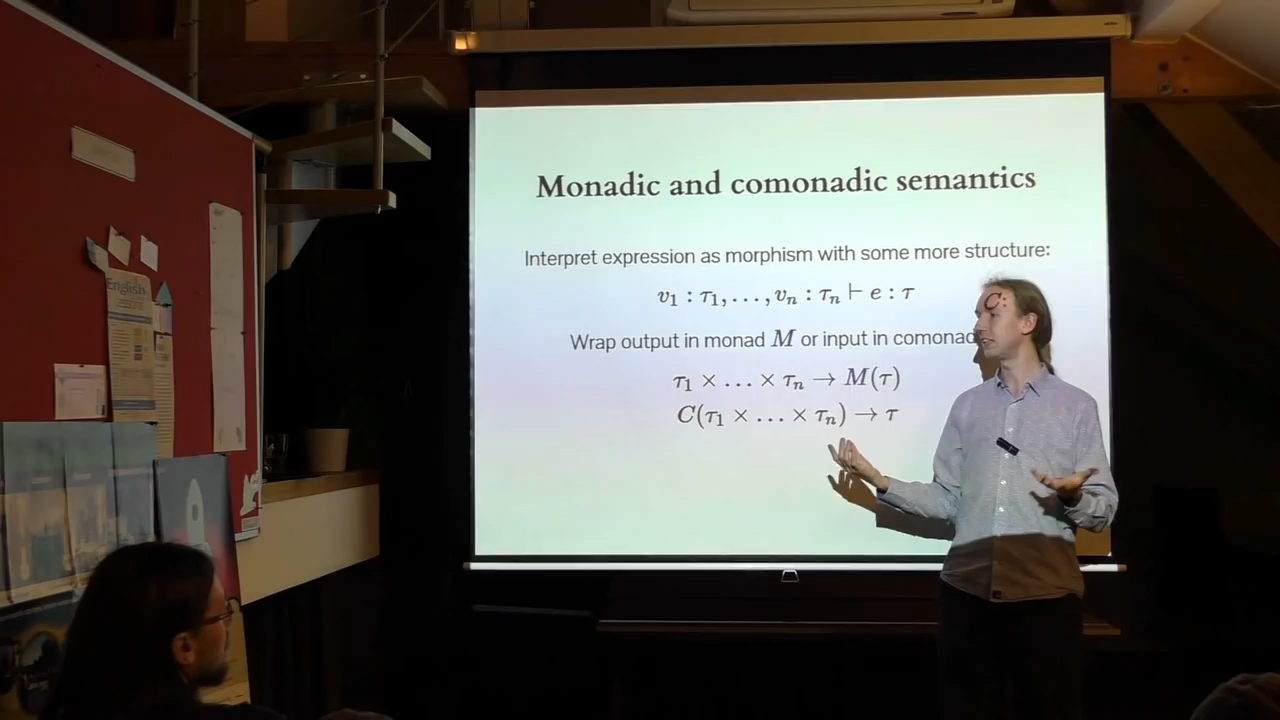 English
Monadic and comonadic semantics
Interpret expression as morphism with some more structure:
v₁ : τ₁, . . . , vₙ : τₙ ⊢ e : τ
Wrap output in monad M or input in comonad C:
τ₁ × . . . × τₙ → M(τ)
C(τ₁ × . . . × τₙ) → τ